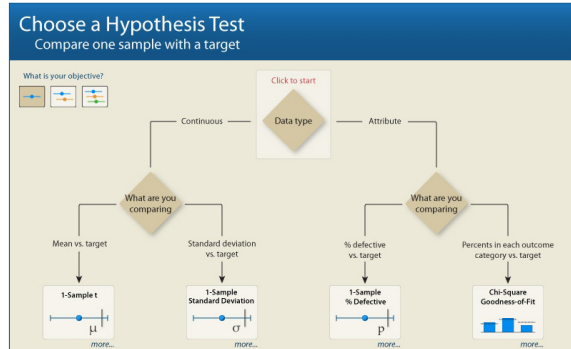 Choose a Hypothesis Test
Compare one sample with a target
What is your objective?
Click to start
Data type
Continuous
Attribute
What are you
comparing
What are you
comparing
Mean vs. target
Standard deviation
vs. target
% defective
vs. target
Percents in each outcome
category vs. target
1-Sample t
μ
more...
1-Sample
Standard Deviation
σ
more...
1-Sample
% Defective
p
more...
Chi-Square
Goodness-of-Fit
more...